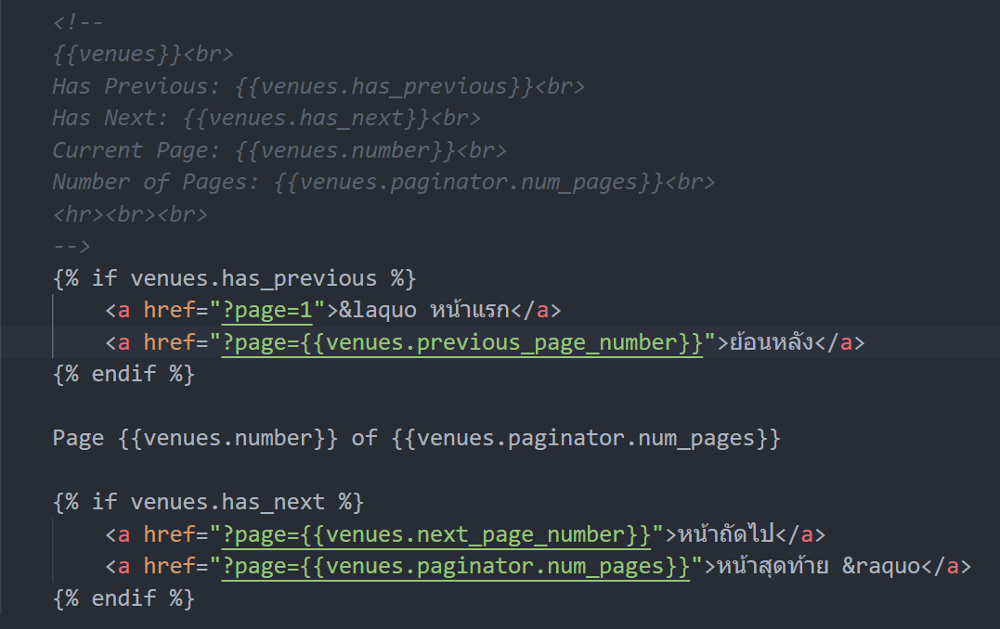 <!--
{{venues}}<br>
Has Previous: {{venues.has_previous}}<br>
Has Next: {{venues.has_next}}<br>
Current Page: {{venues.number}}<br>
Number of Pages: {{venues.paginator.num_pages}}<br>
<hr><br><br>
-->
{% if venues.has_previous %}
<a href="?page=1">&laquo หน้าแรก</a>
<a href="?page={{venues.previous_page_number}}">ย้อนหลัง</a>
{% endif %}
Page {{venues.number}} of {{venues.paginator.num_pages}}
{% if venues.has_next %}
<a href="?page={{venues.next_page_number}}">หน้าถัดไป</a>
<a href="?page={{venues.paginator.num_pages}}">หน้าสุดท้าย &raquo</a>
{% endif %}